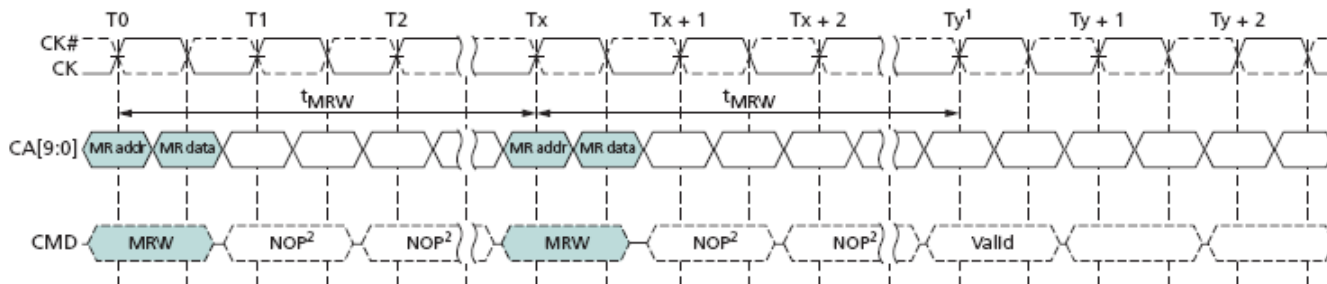 T0 T1 T2 Tx Tx + 1 Tx + 2 Ty¹ Ty + 1 Ty + 2
CK#
CK
tMRW tMRW
CA[9:0] MR addr MR data MR addr MR data
CMD MRW NOP² NOP² MRW NOP² NOP² Valid